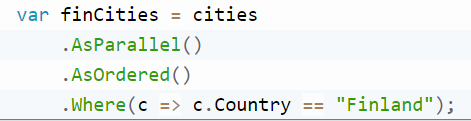 var finCities = cities
    .AsParallel()
    .AsOrdered()
    .Where(c => c.Country == "Finland");